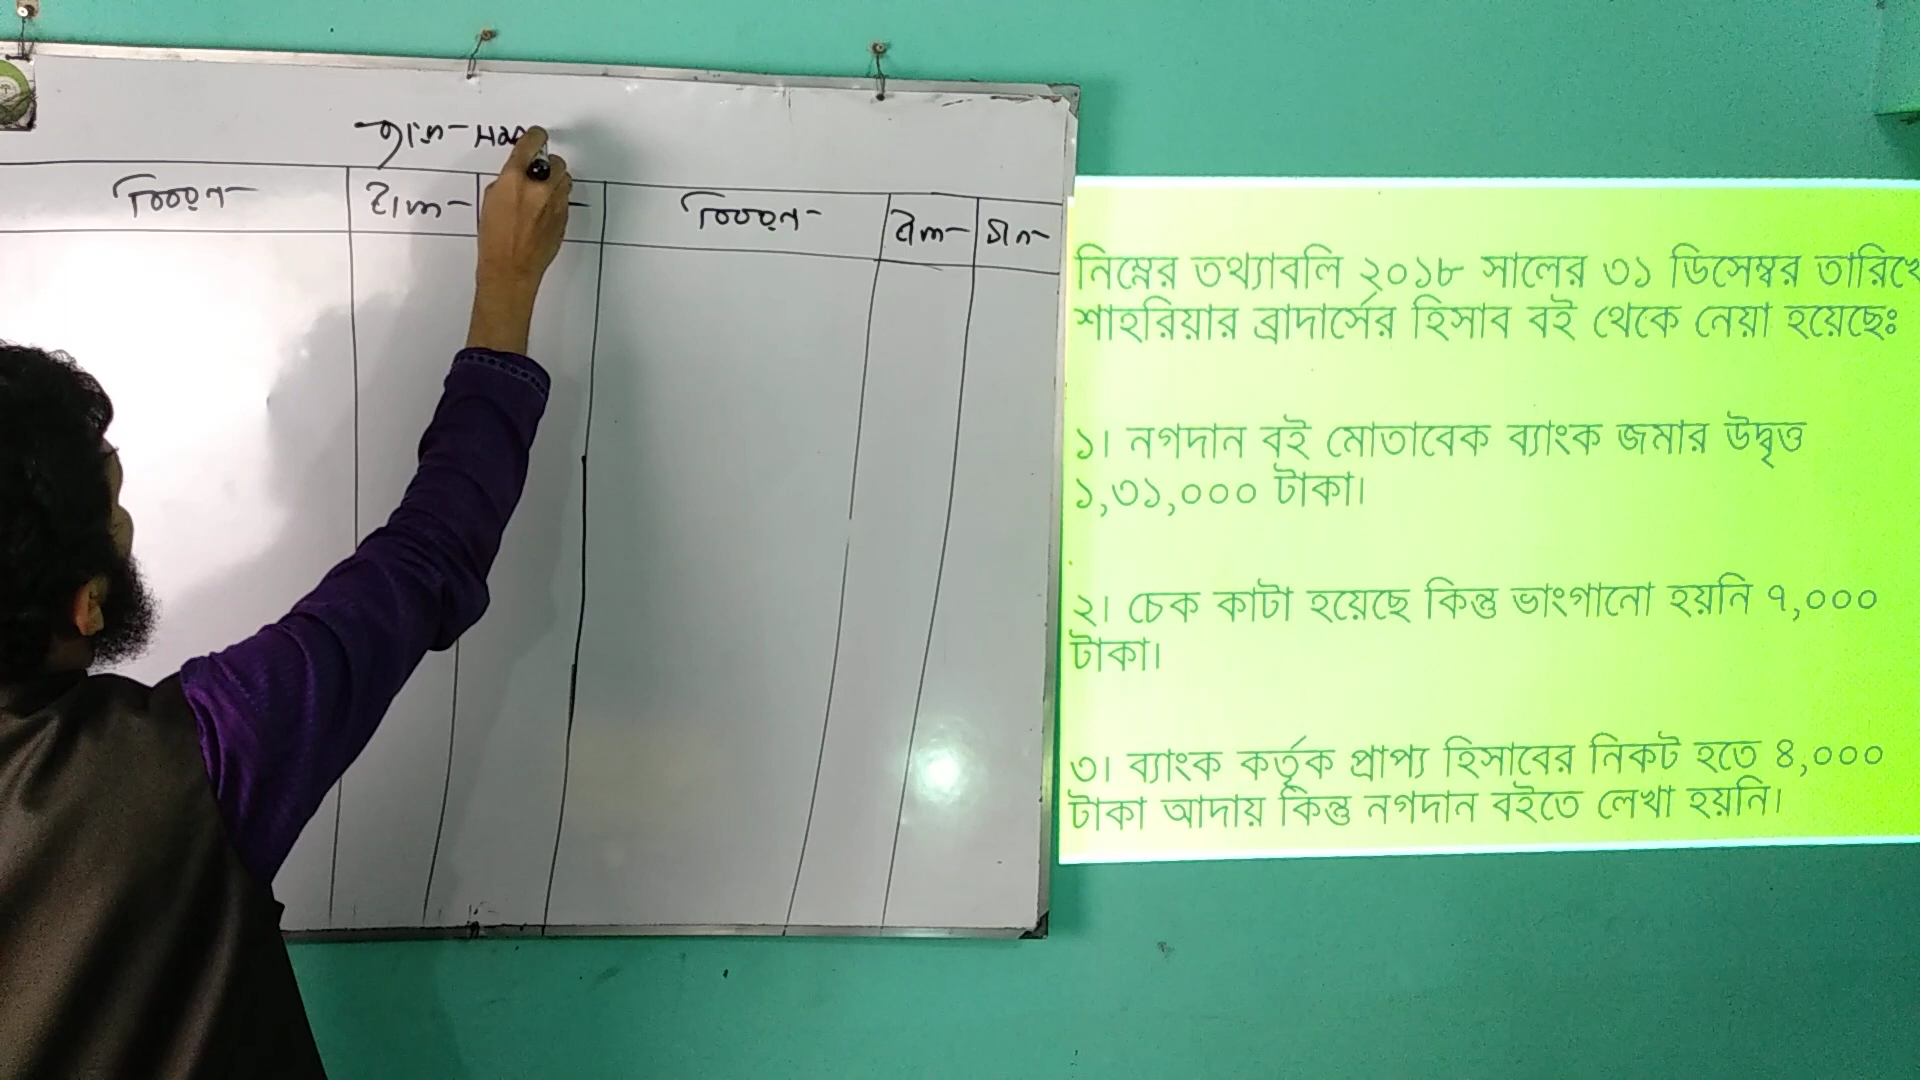 বিবরণ টাকা বিবরণ টাকা টাকা
নিম্নের তথ্যাবলি ২০১৮ সালের ৩১ ডিসেম্বর তারিখে
শাহরিয়ার ব্রাদার্সের হিসাব বই থেকে নেয়া হয়েছেঃ
১। নগদান বই মোতাবেক ব্যাংক জমার উদ্বৃত্ত
১,৩১,০০০ টাকা।
২। চেক কাটা হয়েছে কিন্তু ভাংগানো হয়নি ৭,০০০
টাকা।
৩। ব্যাংক কর্তৃক প্রাপ্য হিসাবের নিকট হতে ৪,০০০
টাকা আদায় কিন্তু নগদান বইতে লেখা হয়নি।